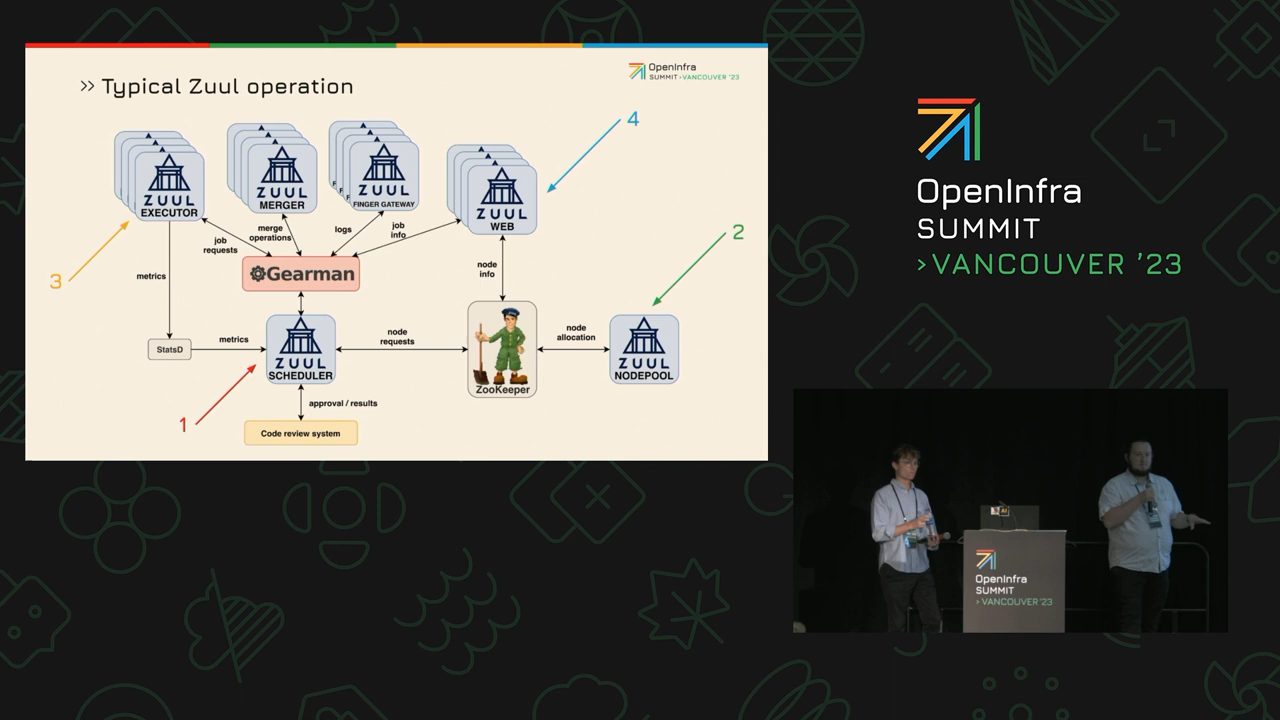 >> Typical Zuul operation
OpenInfra
SUMMIT >VANCOUVER '23
ZUUL
EXECUTOR
ZUUL
MERGER
F
F
ZUUL
FINGER GATEWAY
ZUUL
WEB
4
2
3
1
job
requests
merge
operations
logs
job
info
metrics
Gearman
node
info
StatsD
metrics
ZUUL
SCHEDULER
node
requests
ZooKeeper
node
allocation
ZUUL
NODEPOOL
approval / results
Code review system
OpenInfra
SUMMIT
>VANCOUVER '23
OpenInfra
SUMMIT
> VANCOUVER '23